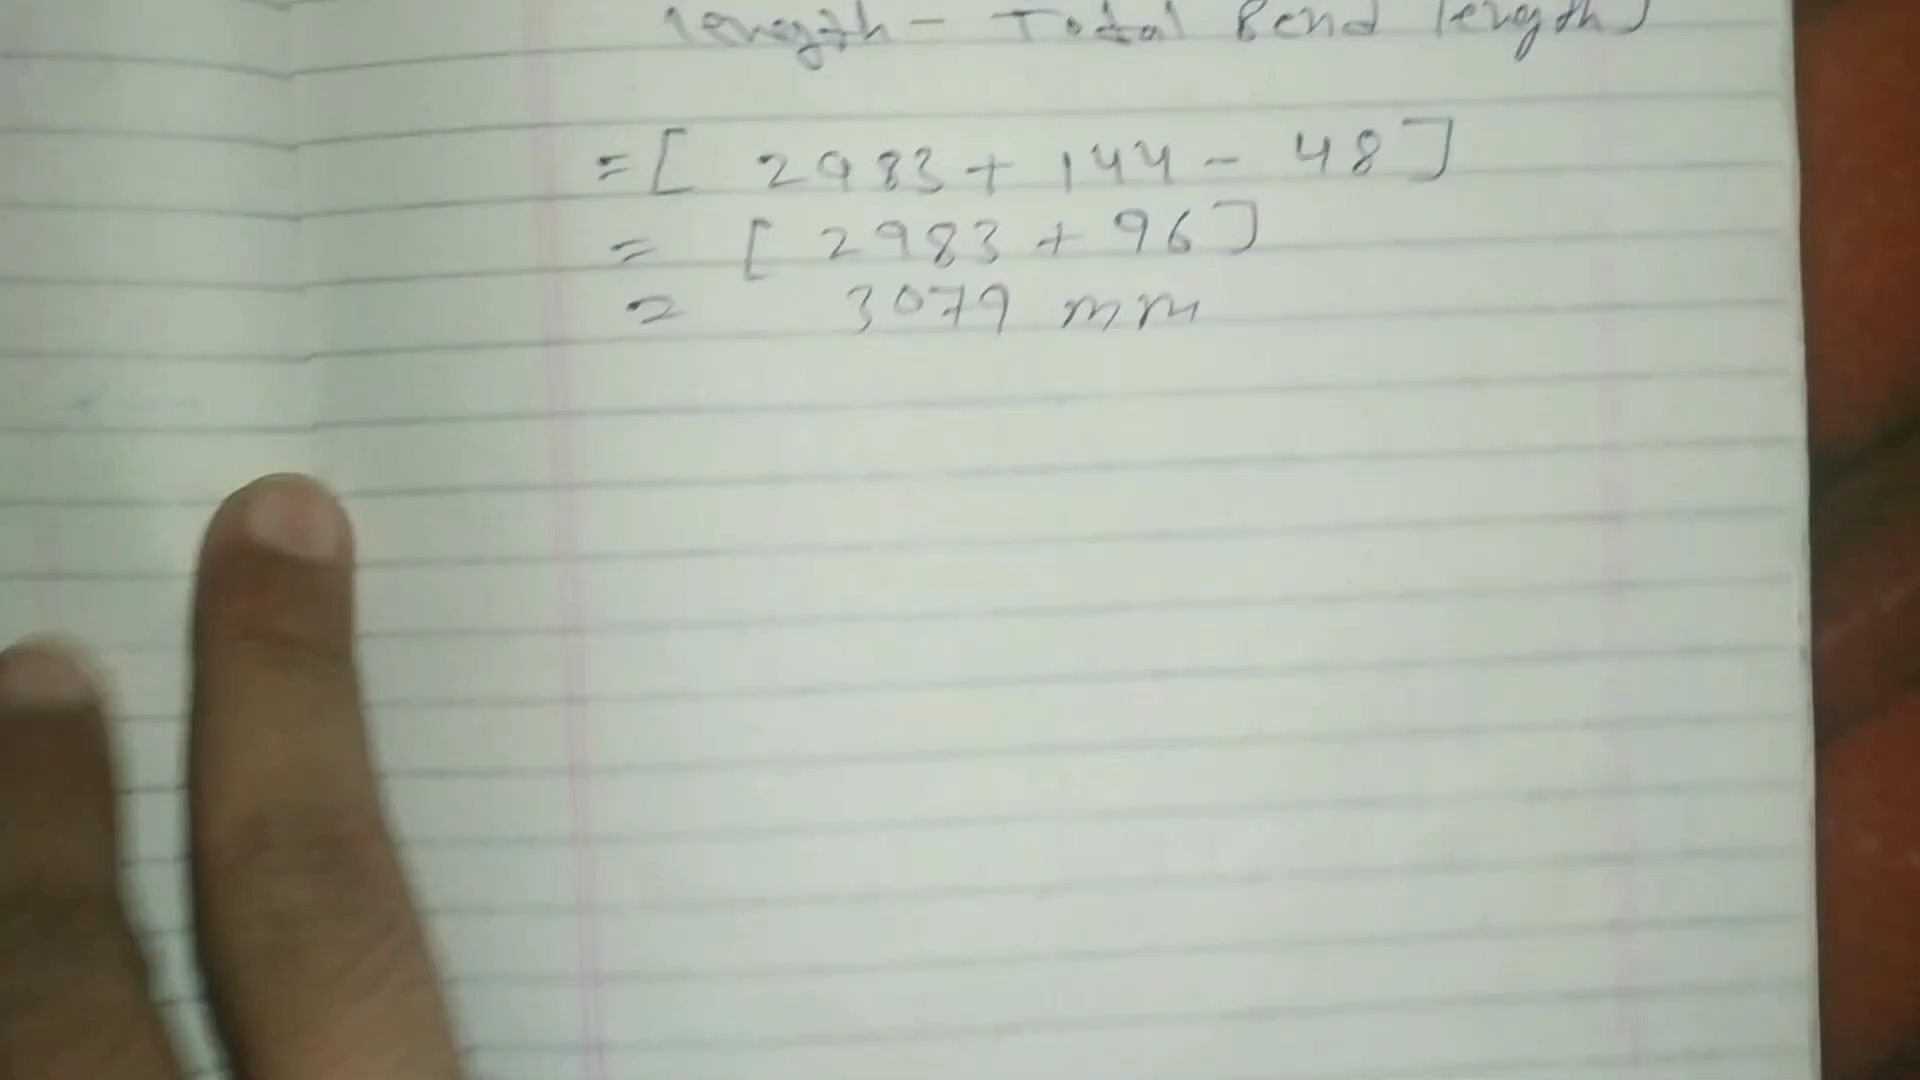 length - Total Bend length)
= [ 2983 + 144 - 48 ]
= [ 2983 + 96 ]
= 3079 mm